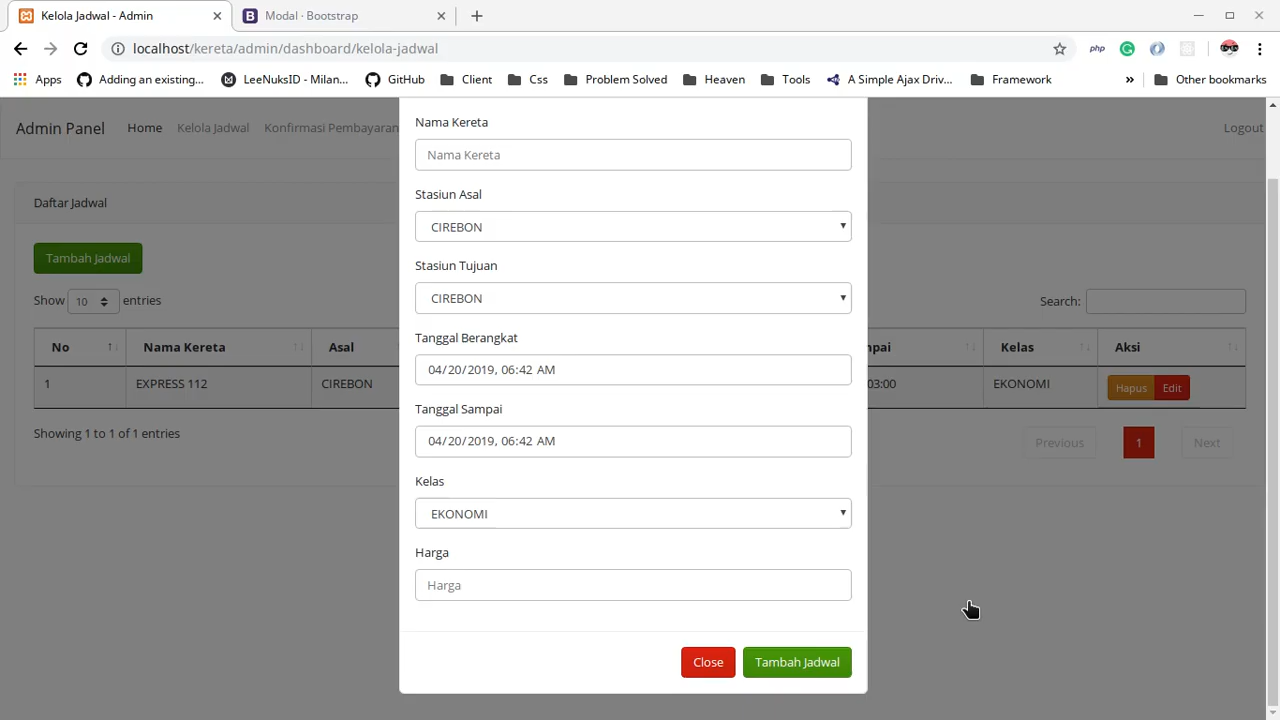 Kelola Jadwal - Admin
Modal · Bootstrap
localhost/kereta/admin/dashboard/kelola-jadwal
php
Apps
Adding an existing...
LeeNuksID - Milan...
GitHub
Client
Css
Problem Solved
Heaven
Tools
A Simple Ajax Driv...
Framework
»
Other bookmarks
Admin Panel
Home
Kelola Jadwal
Konfirmasi Pembayaran
Logout
Daftar Jadwal
Tambah Jadwal
Show 10 entries
Search:
No
Nama Kereta
Asal
mpai
Kelas
Aksi
1
EXPRESS 112
CIREBON
03:00
EKONOMI
Hapus
Edit
Showing 1 to 1 of 1 entries
Previous
1
Next
Nama Kereta
Nama Kereta
Stasiun Asal
CIREBON
Stasiun Tujuan
CIREBON
Tanggal Berangkat
04/20/2019, 06:42 AM
Tanggal Sampai
04/20/2019, 06:42 AM
Kelas
EKONOMI
Harga
Harga
Close
Tambah Jadwal